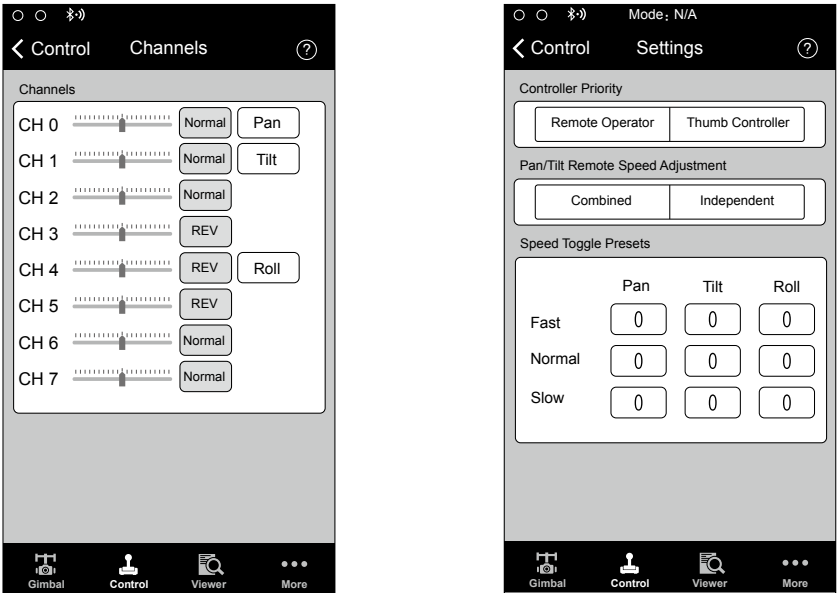 Control Channels ?
Channels
CH 0 Normal Pan
CH 1 Normal Tilt
CH 2 Normal
CH 3 REV
CH 4 REV Roll
CH 5 REV
CH 6 Normal
CH 7 Normal
Gimbal Control Viewer More
Mode: N/A
Control Settings ?
Controller Priority
Remote Operator Thumb Controller
Pan/Tilt Remote Speed Adjustment
Combined Independent
Speed Toggle Presets
Pan Tilt Roll
Fast 0 0 0
Normal 0 0 0
Slow 0 0 0
Gimbal Control Viewer More